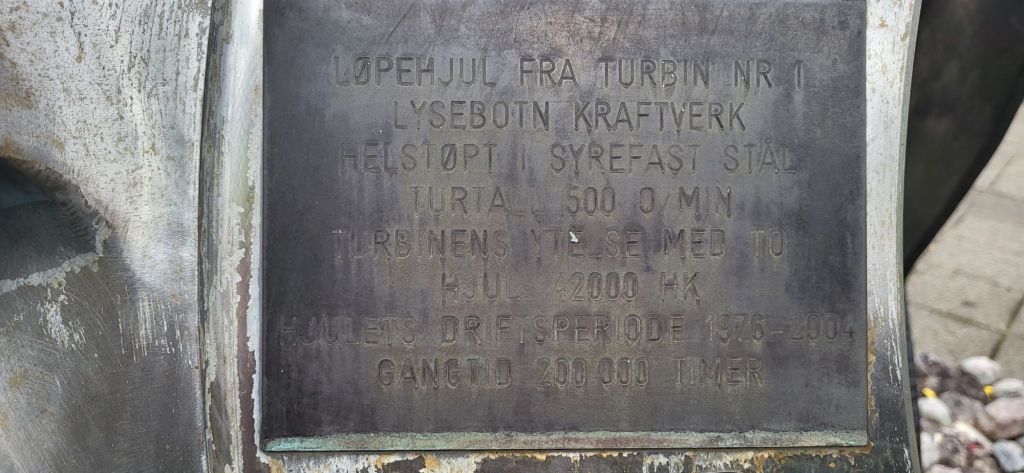 LØPEHJUL FRA TURBIN NR 1
LYSEBOTN KRAFTVERK
HELSTØPT I SYREFAST STÅL
TURTALL 500 O/MIN
TURBINENS YTELSE MED TO
HJUL: 42000 HK
HJULETS DRIFTSPERIODE 1976-2004
GANGTID 200 000 TIMER